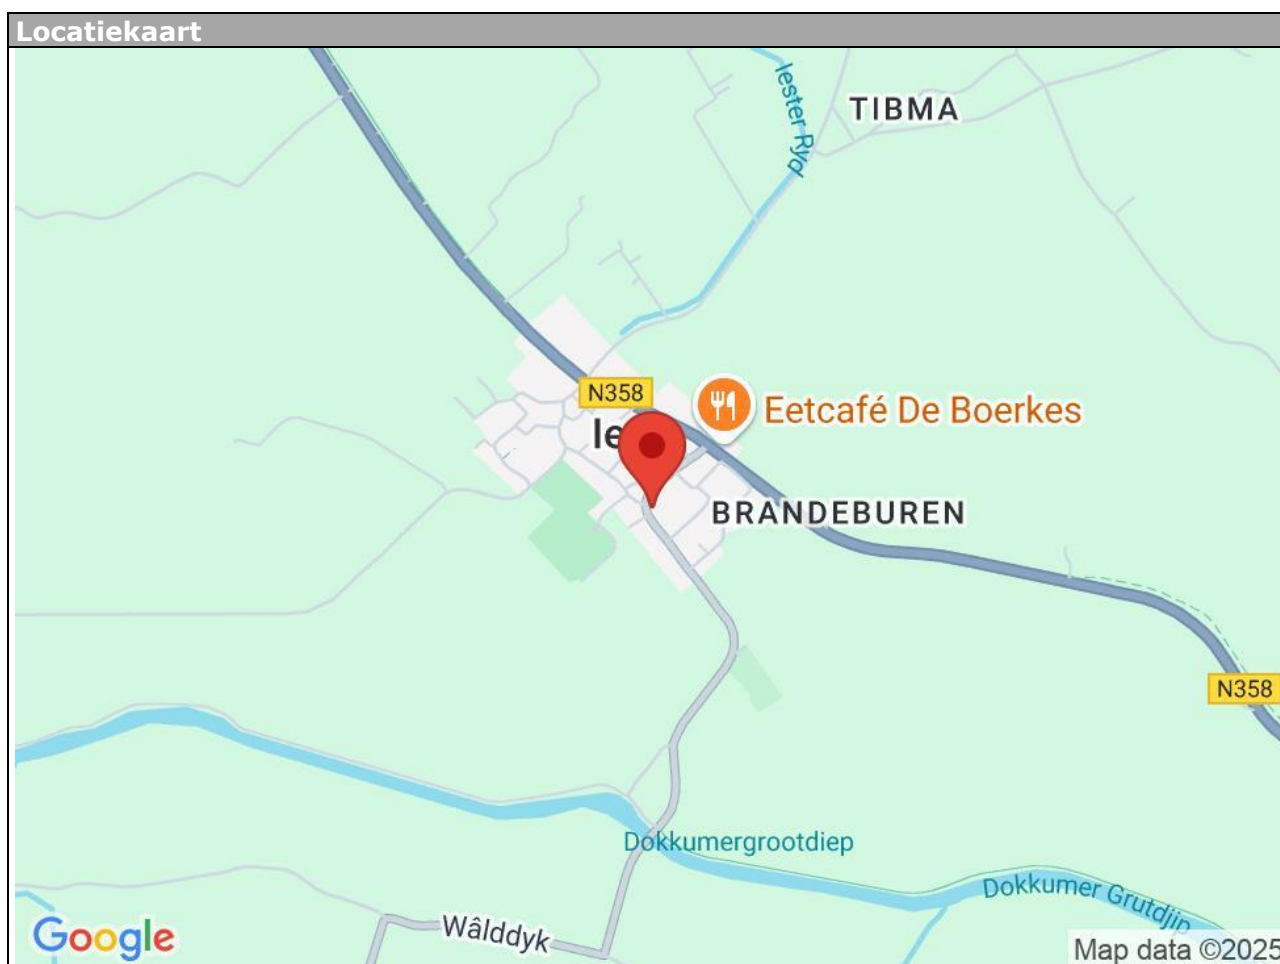 Locatiekaart
Iester Ryd
TIBMA
N358
Eetcafé De Boerkes
Ie
BRANDEBUREN
N358
Dokkumergrootdiep
Dokkumer Grutdjip
Wâlddyk
Google
Map data ©2025